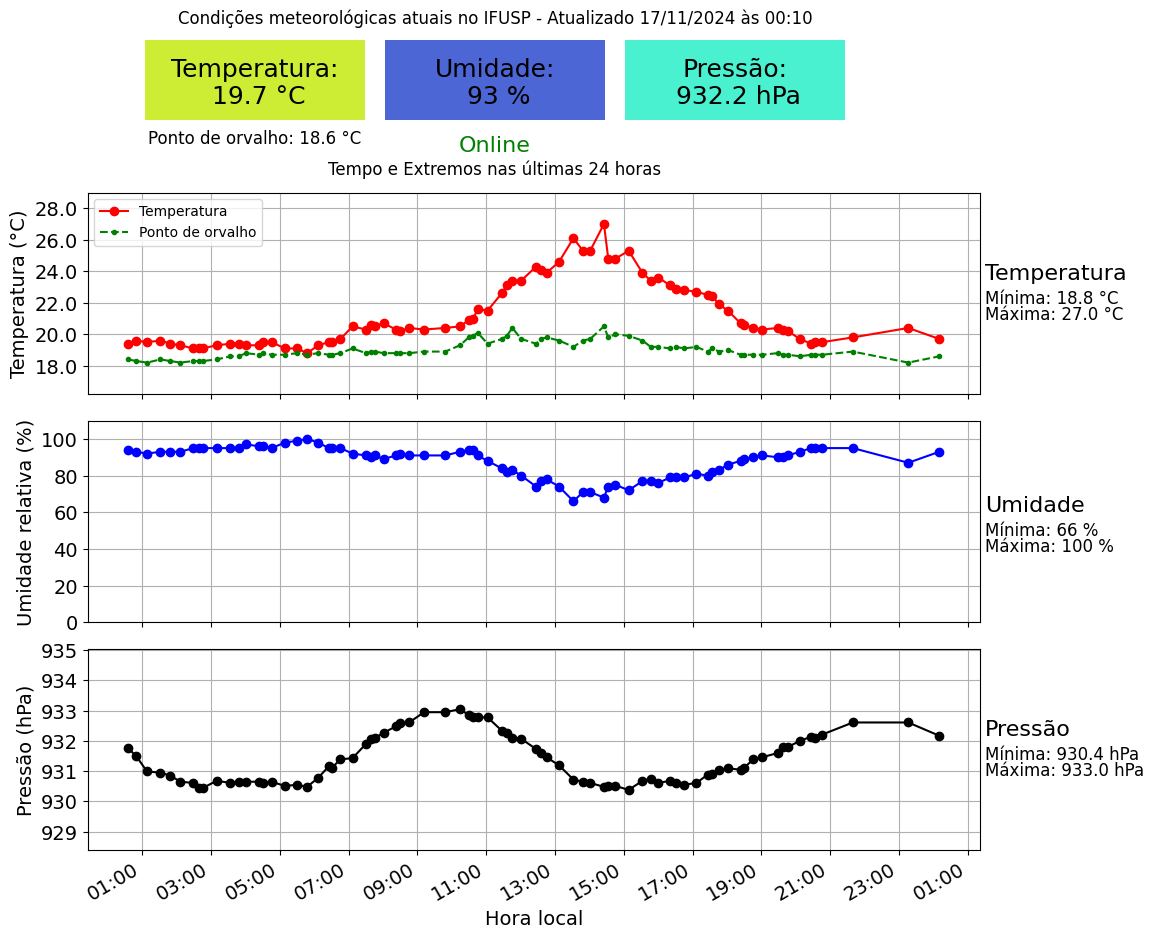 Condições meteorológicas atuais no IFUSP - Atualizado 17/11/2024 às 00:10
Temperatura:
19.7 °C
Umidade:
93 %
Pressão:
932.2 hPa
Ponto de orvalho: 18.6 °C
Online
Tempo e Extremos nas últimas 24 horas
Temperatura (°C)
28.0
26.0
24.0
22.0
20.0
18.0
Temperatura
Ponto de orvalho
Temperatura
Mínima: 18.8 °C
Máxima: 27.0 °C
Umidade relativa (%)
100
80
60
40
20
0
Umidade
Mínima: 66 %
Máxima: 100 %
Pressão (hPa)
935
934
933
932
931
930
929
Pressão
Mínima: 930.4 hPa
Máxima: 933.0 hPa
01:00 03:00 05:00 07:00 09:00 11:00 13:00 15:00 17:00 19:00 21:00 23:00 01:00
Hora local